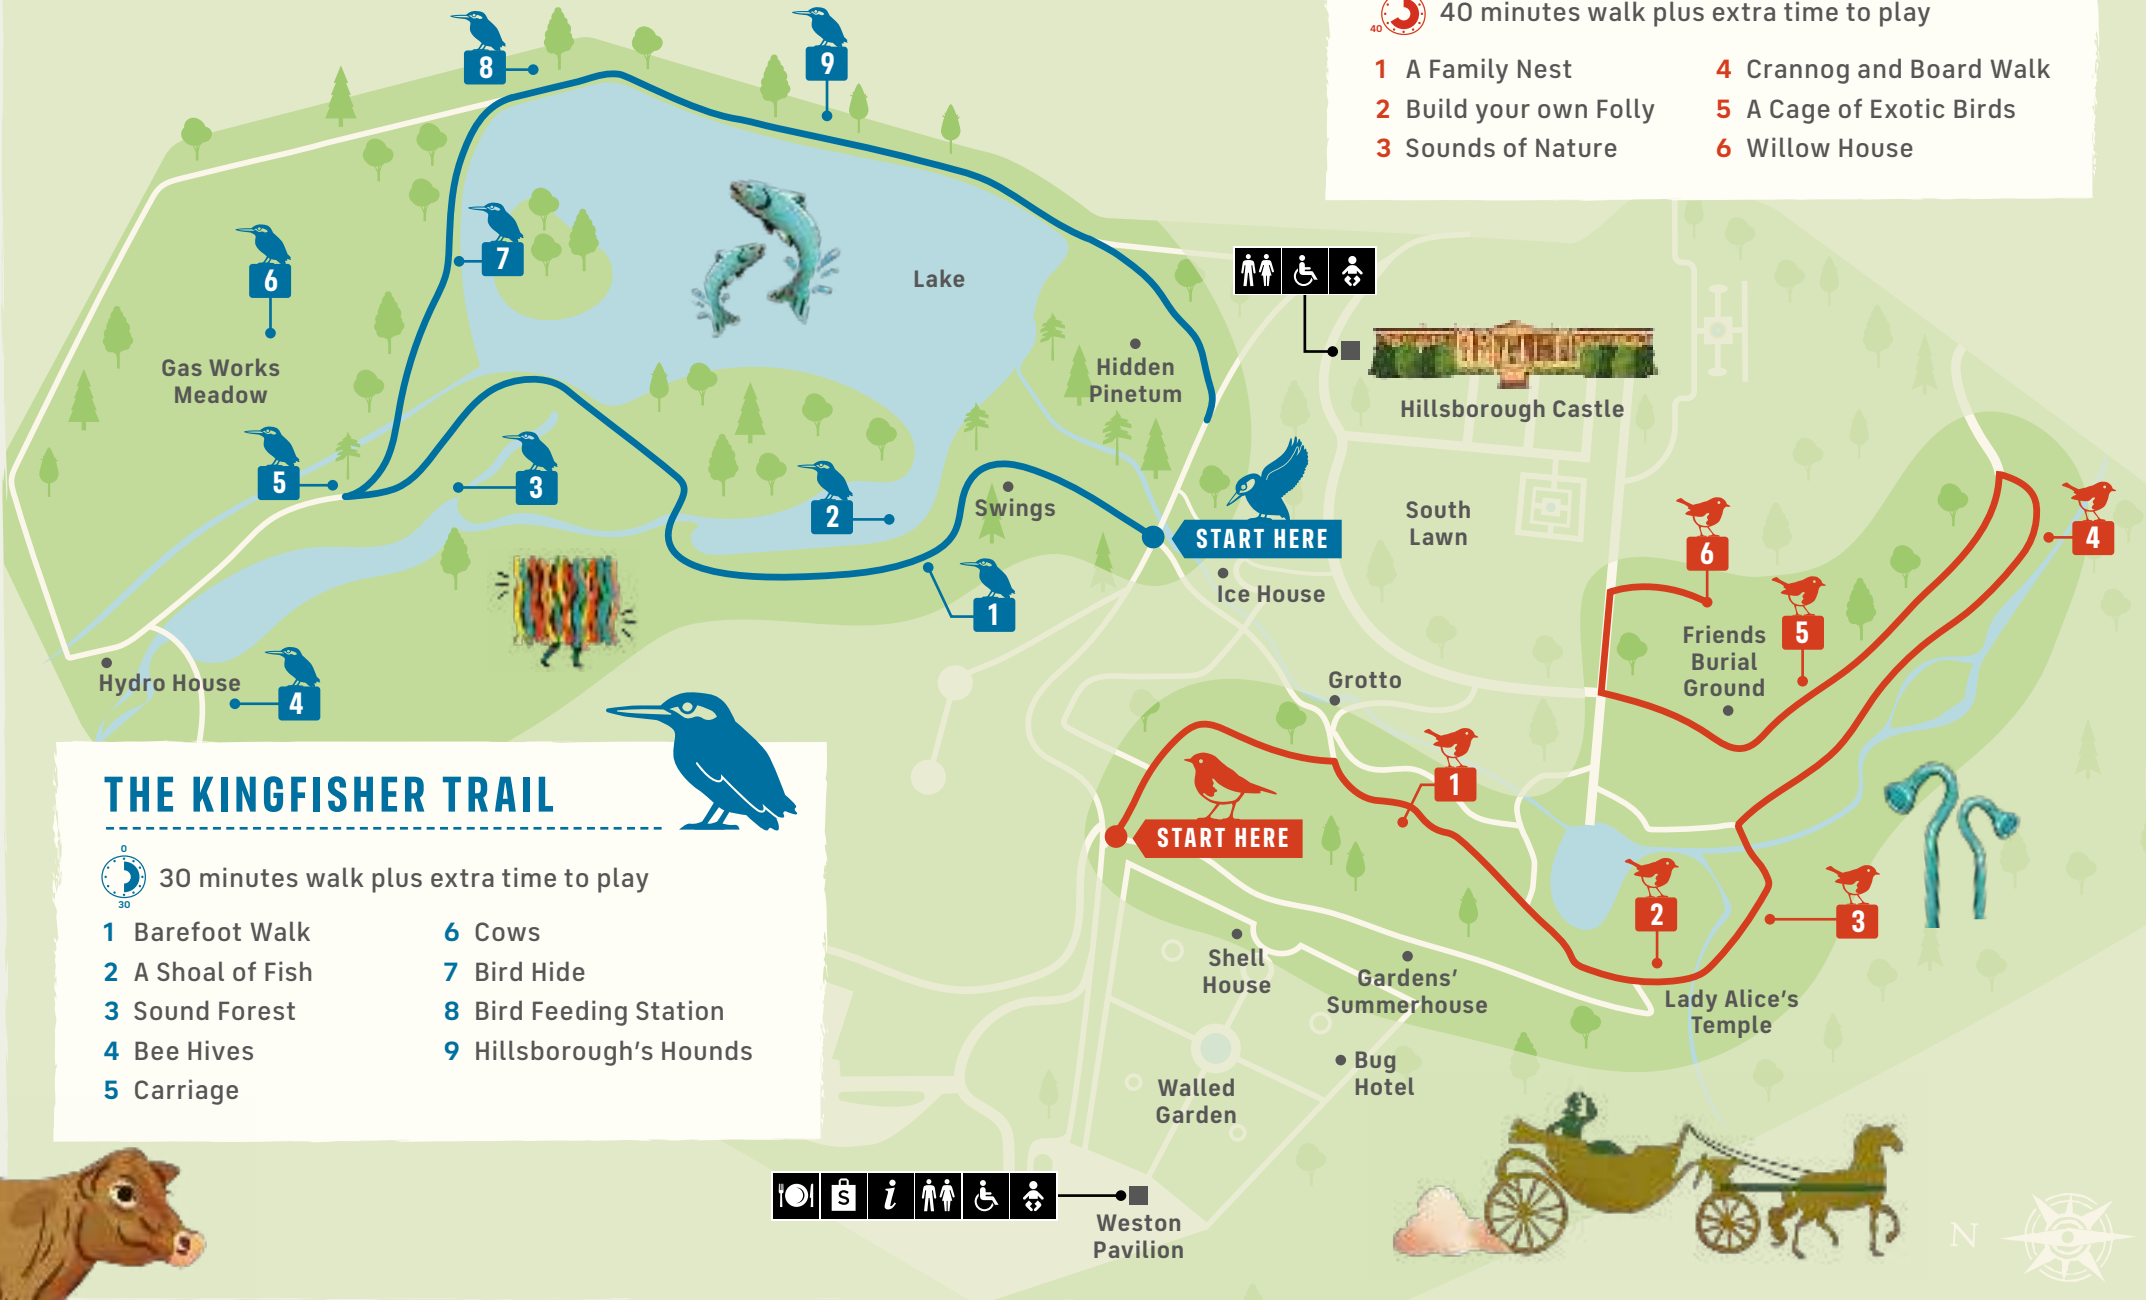 40 minutes walk plus extra time to play
40
1 A Family Nest
2 Build your own Folly
3 Sounds of Nature
4 Crannog and Board Walk
5 A Cage of Exotic Birds
6 Willow House
8
9
7
6
Lake
Gas Works
Meadow
Hidden
Pinetum
Hillsborough Castle
5
3
2
Swings
START HERE
South
Lawn
Ice House
1
6
4
5
Friends
Burial
Ground
Hydro House
4
Grotto
1
START HERE
2
3
Shell
House
Gardens’
Summerhouse
Lady Alice’s
Temple
Bug
Hotel
Walled
Garden
THE KINGFISHER TRAIL
0
30
30 minutes walk plus extra time to play
1 Barefoot Walk
2 A Shoal of Fish
3 Sound Forest
4 Bee Hives
5 Carriage
6 Cows
7 Bird Hide
8 Bird Feeding Station
9 Hillsborough’s Hounds
S
i
Weston
Pavilion
N